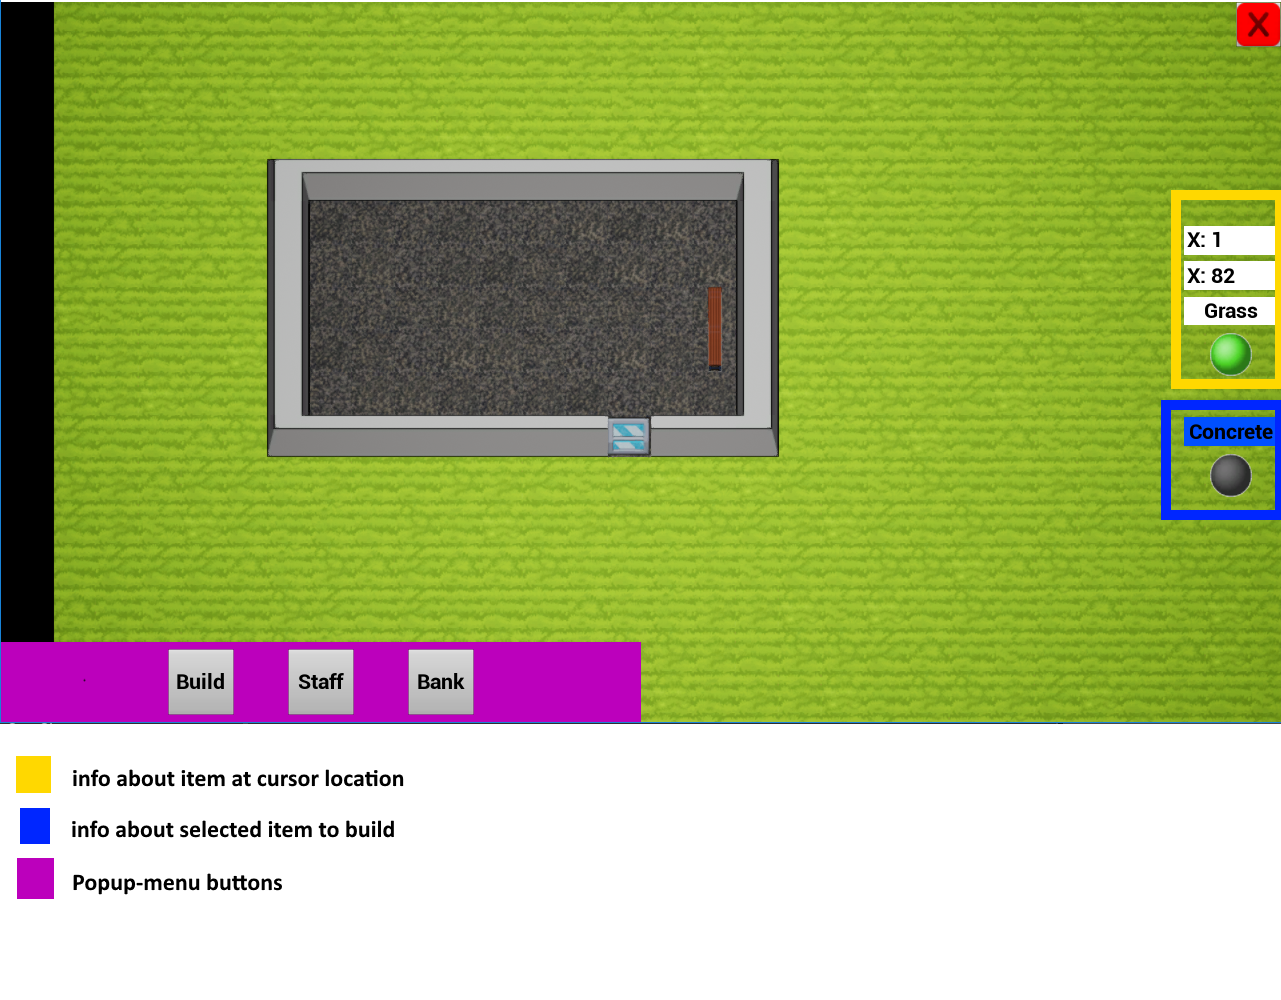 X
X: 1
X: 82
Grass
Concrete
Build
Staff
Bank
info about item at cursor location
info about selected item to build
Popup-menu buttons